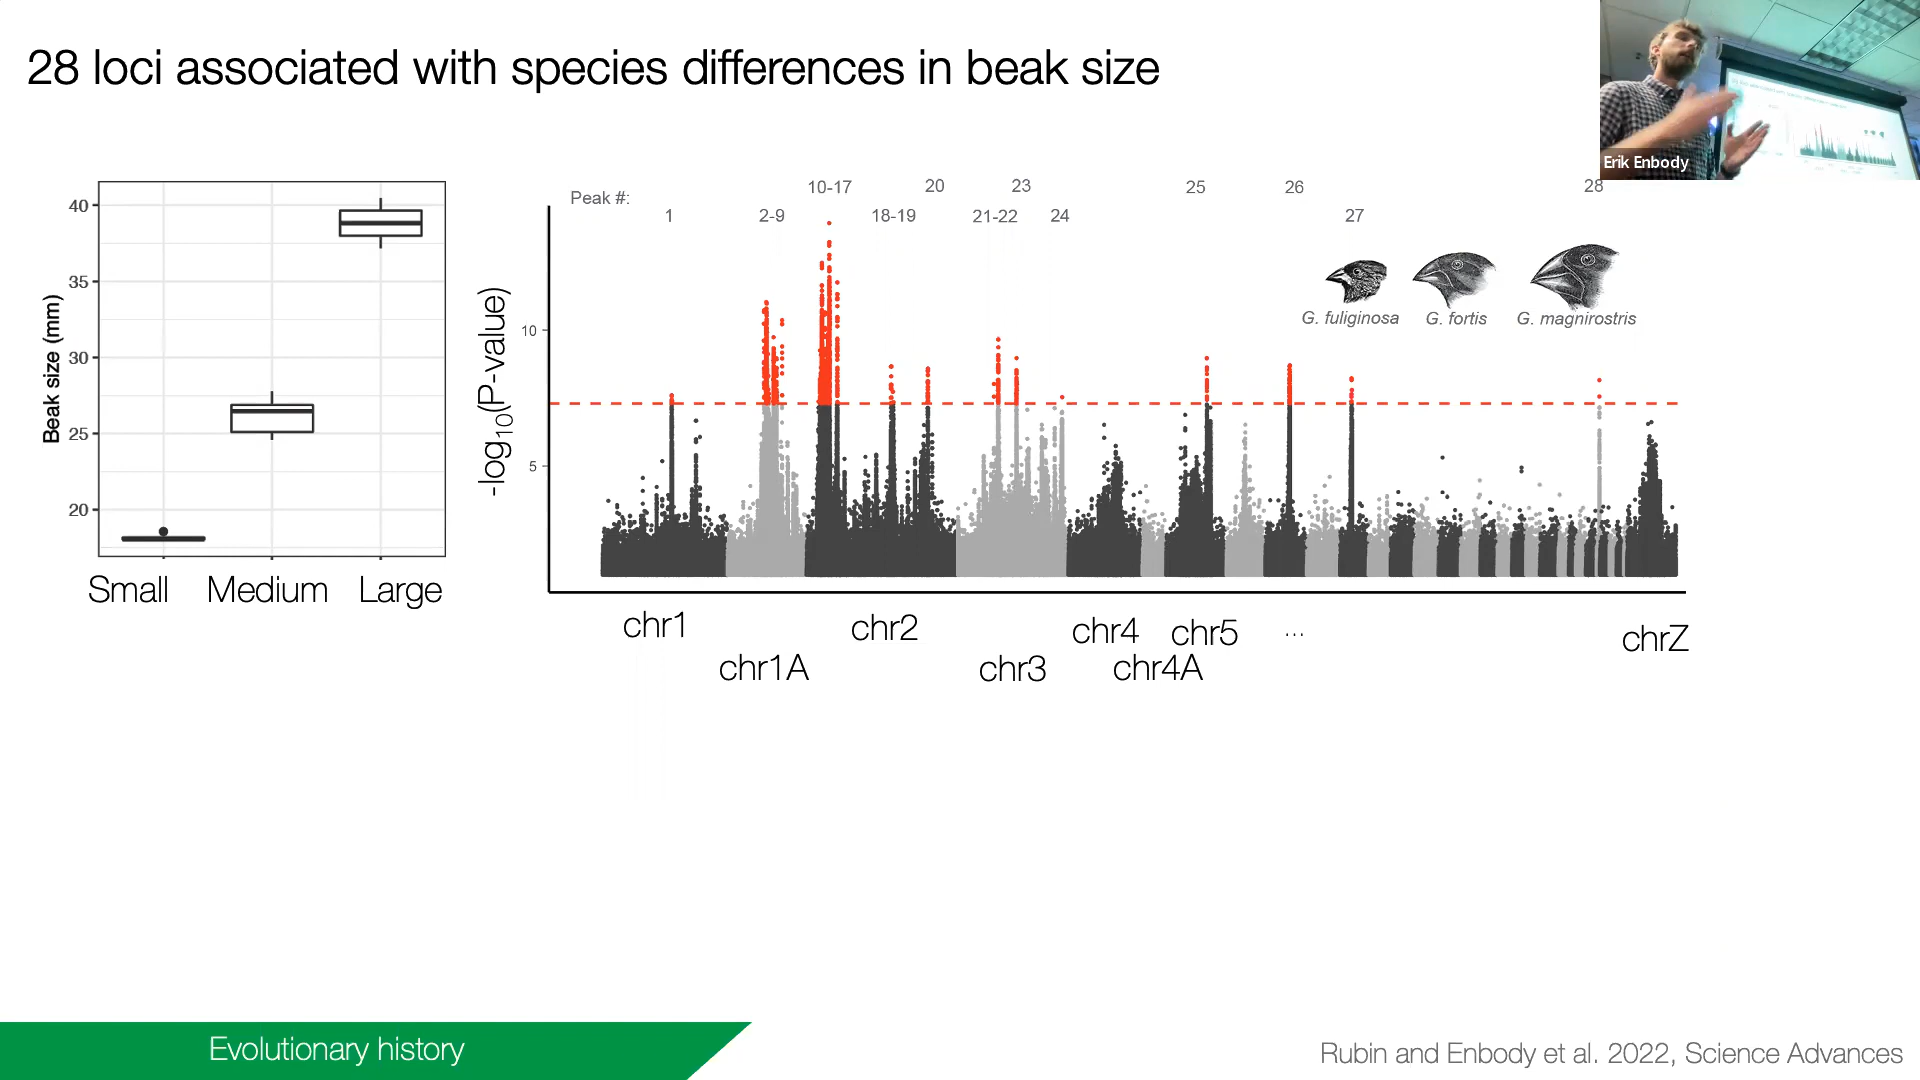 28 loci associated with species differences in beak size
Erik Enbody
Beak size (mm)
40
35
30
25
20
Small Medium Large
Peak #:
1
2-9
10-17
18-19
20
21-22
23
24
25
26
27
28
-log10(P-value)
10
5
G. fuliginosa G. fortis G. magnirostris
chr1
chr1A
chr2
chr3
chr4
chr4A
chr5
...
chrZ
Evolutionary history
Rubin and Enbody et al. 2022, Science Advances